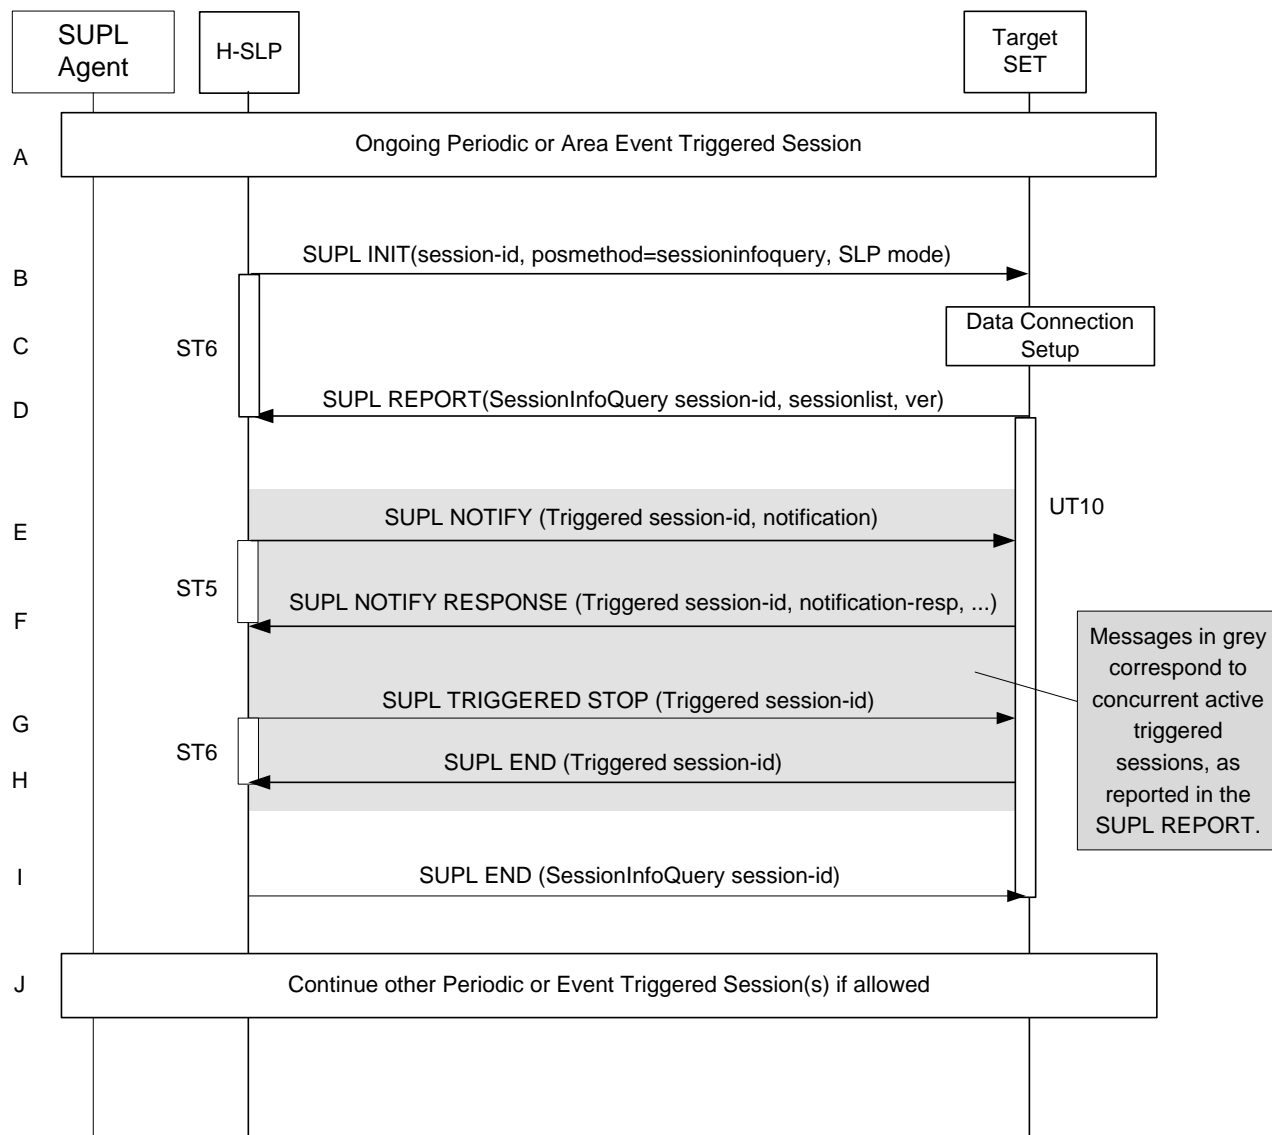 SUPL
Agent
H-SLP
Target
SET
A
Ongoing Periodic or Area Event Triggered Session
SUPL INIT(session-id, posmethod=sessioninfoquery, SLP mode)
B
Data Connection
Setup
C
ST6
SUPL REPORT(SessionInfoQuery session-id, sessionlist, ver)
D
UT10
SUPL NOTIFY (Triggered session-id, notification)
E
ST5
SUPL NOTIFY RESPONSE (Triggered session-id, notification-resp, ...)
F
Messages in grey
correspond to
concurrent active
triggered
sessions, as
reported in the
SUPL REPORT.
SUPL TRIGGERED STOP (Triggered session-id)
G
ST6
SUPL END (Triggered session-id)
H
SUPL END (SessionInfoQuery session-id)
I
J
Continue other Periodic or Event Triggered Session(s) if allowed